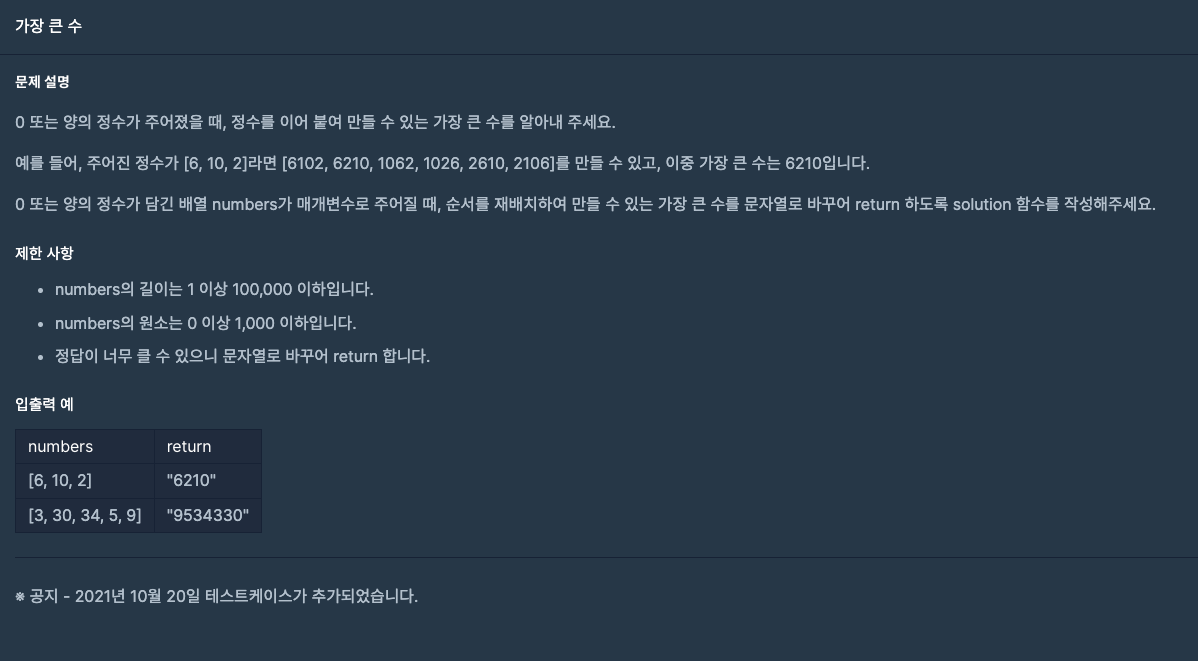 가장 큰 수
문제 설명
0 또는 양의 정수가 주어졌을 때, 정수를 이어 붙여 만들 수 있는 가장 큰 수를 알아내 주세요.
예를 들어, 주어진 정수가 [6, 10, 2]라면 [6102, 6210, 1062, 1026, 2610, 2106]를 만들 수 있고, 이중 가장 큰 수는 6210입니다.
0 또는 양의 정수가 담긴 배열 numbers가 매개변수로 주어질 때, 순서를 재배치하여 만들 수 있는 가장 큰 수를 문자열로 바꾸어 return 하도록 solution 함수를 작성해주세요.
제한 사항
• numbers의 길이는 1 이상 100,000 이하입니다.
• numbers의 원소는 0 이상 1,000 이하입니다.
• 정답이 너무 클 수 있으니 문자열로 바꾸어 return 합니다.
입출력 예
numbers return
[6, 10, 2] "6210"
[3, 30, 34, 5, 9] "9534330"
※ 공지 - 2021년 10월 20일 테스트케이스가 추가되었습니다.